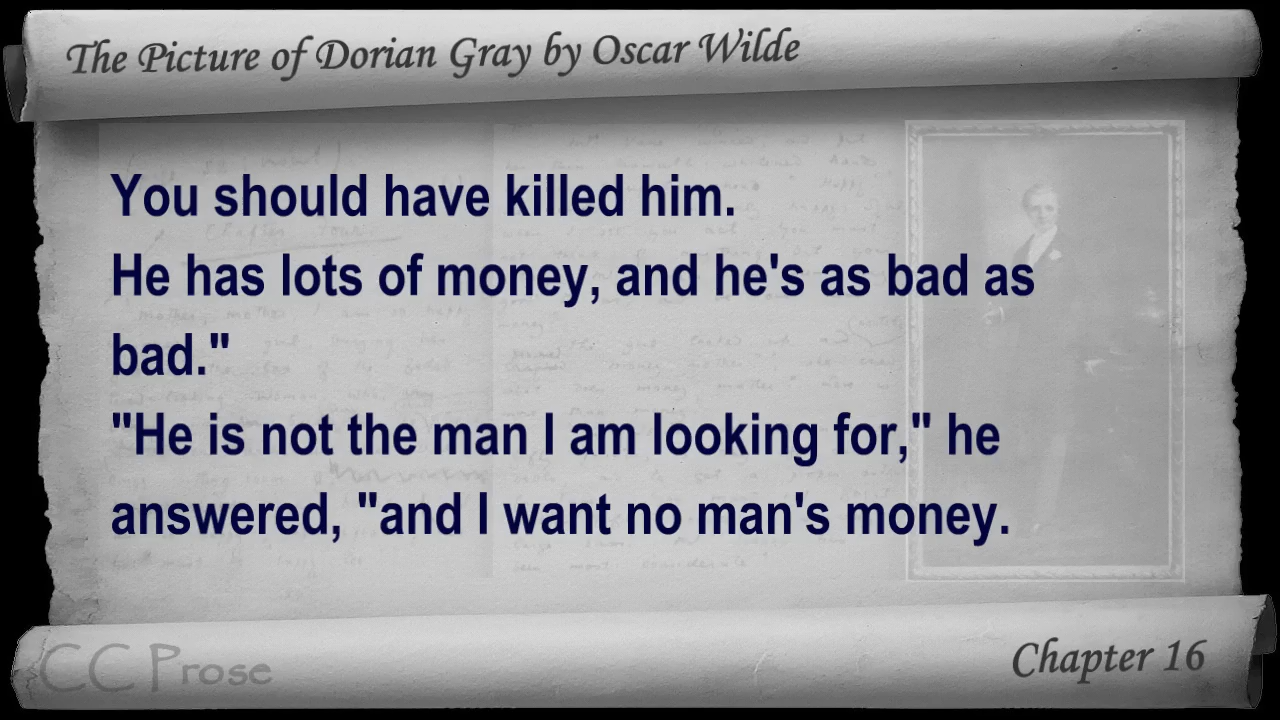 The Picture of Dorian Gray by Oscar Wilde
You should have killed him.
He has lots of money, and he's as bad as
bad."
"He is not the man I am looking for," he
answered, "and I want no man's money.
CC Prose
Chapter 16